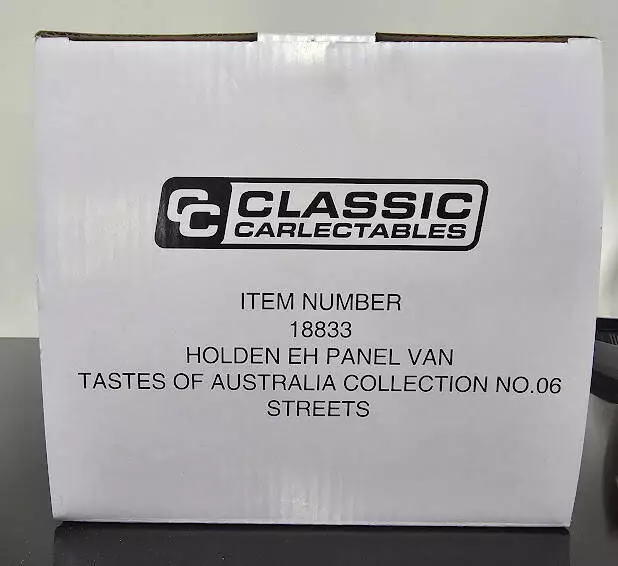 CC CLASSIC
CARLECTABLES
ITEM NUMBER
18833
HOLDEN EH PANEL VAN
TASTES OF AUSTRALIA COLLECTION NO.06
STREETS